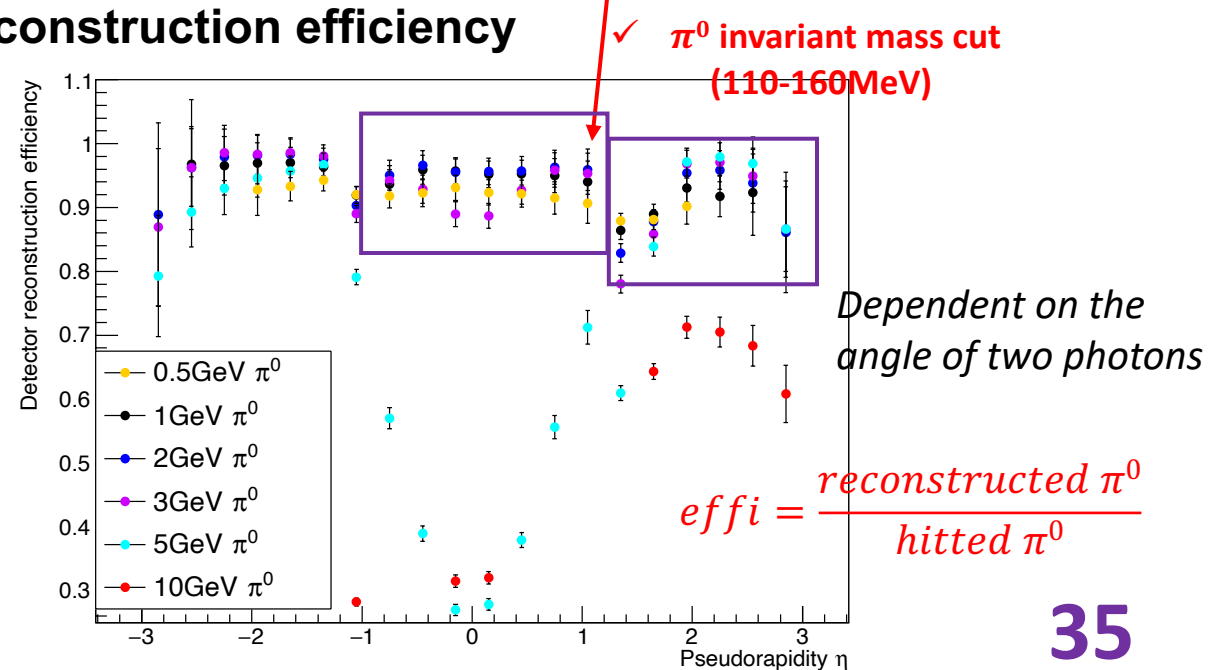 construction efficiency
✓ π⁰ invariant mass cut
(110-160MeV)
Detector reconstruction efficiency
1.1
1
0.9
0.8
0.7
0.6
0.5
0.4
0.3
0.5GeV π⁰
1GeV π⁰
2GeV π⁰
3GeV π⁰
5GeV π⁰
10GeV π⁰
−3 −2 −1 0 1 2 3
Pseudorapidity η
Dependent on the
angle of two photons
effi = reconstructed π⁰
hitted π⁰
35